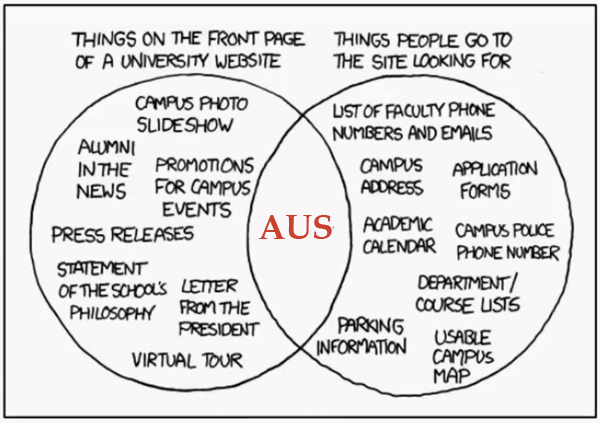 THINGS ON THE FRONT PAGE
OF A UNIVERSITY WEBSITE
THINGS PEOPLE GO TO
THE SITE LOOKING FOR
CAMPUS PHOTO
SLIDESHOW
ALUMNI
IN THE
NEWS
PROMOTIONS
FOR CAMPUS
EVENTS
PRESS RELEASES
STATEMENT
OF THE SCHOOL'S
PHILOSOPHY
LETTER
FROM THE
PRESIDENT
VIRTUAL TOUR
AUS
LIST OF FACULTY PHONE
NUMBERS AND EMAILS
CAMPUS
ADDRESS
APPLICATION
FORMS
ACADEMIC
CALENDAR
CAMPUS POLICE
PHONE NUMBER
DEPARTMENT/
COURSE LISTS
PARKING
INFORMATION
USABLE
CAMPUS
MAP